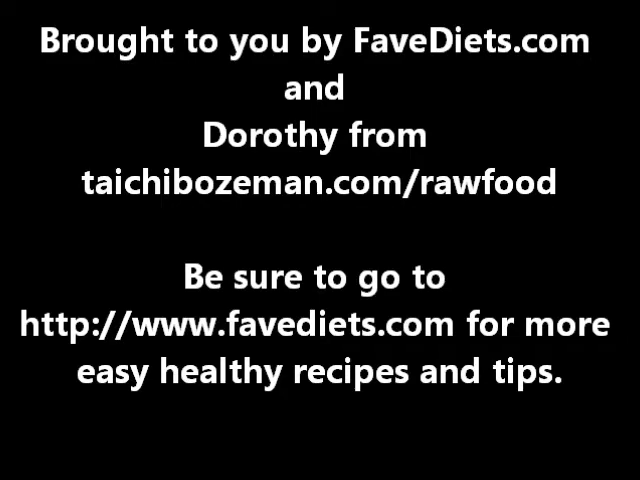 Brought to you by FaveDiets.com
and
Dorothy from
taichibozeman.com/rawfood
Be sure to go to
http://www.favediets.com for more
easy healthy recipes and tips.